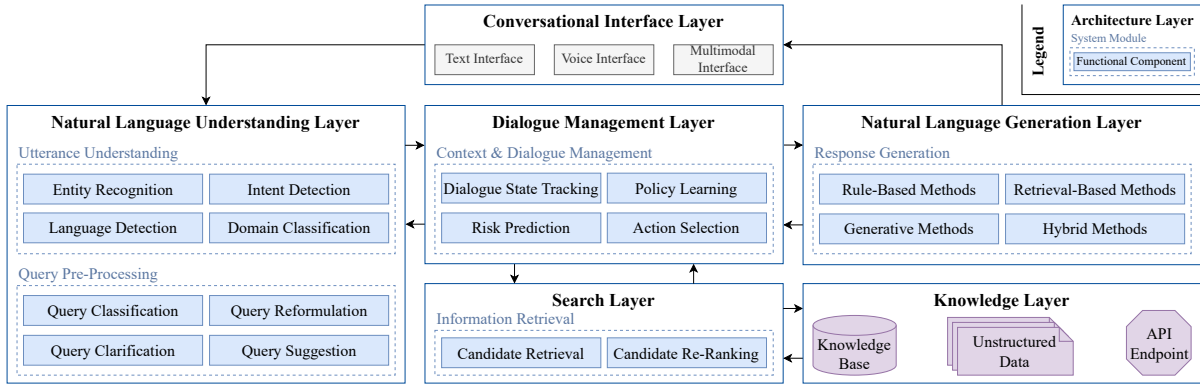 Conversational Interface Layer
Text Interface
Voice Interface
Multimodal
Interface
Legend
Architecture Layer
System Module
Functional Component
Natural Language Understanding Layer
Utterance Understanding
Entity Recognition
Intent Detection
Language Detection
Domain Classification
Query Pre-Processing
Query Classification
Query Reformulation
Query Clarification
Query Suggestion
Dialogue Management Layer
Context & Dialogue Management
Dialogue State Tracking
Policy Learning
Risk Prediction
Action Selection
Natural Language Generation Layer
Response Generation
Rule-Based Methods
Retrieval-Based Methods
Generative Methods
Hybrid Methods
Search Layer
Information Retrieval
Candidate Retrieval
Candidate Re-Ranking
Knowledge Layer
Knowledge
Base
Unstructured
Data
API
Endpoint